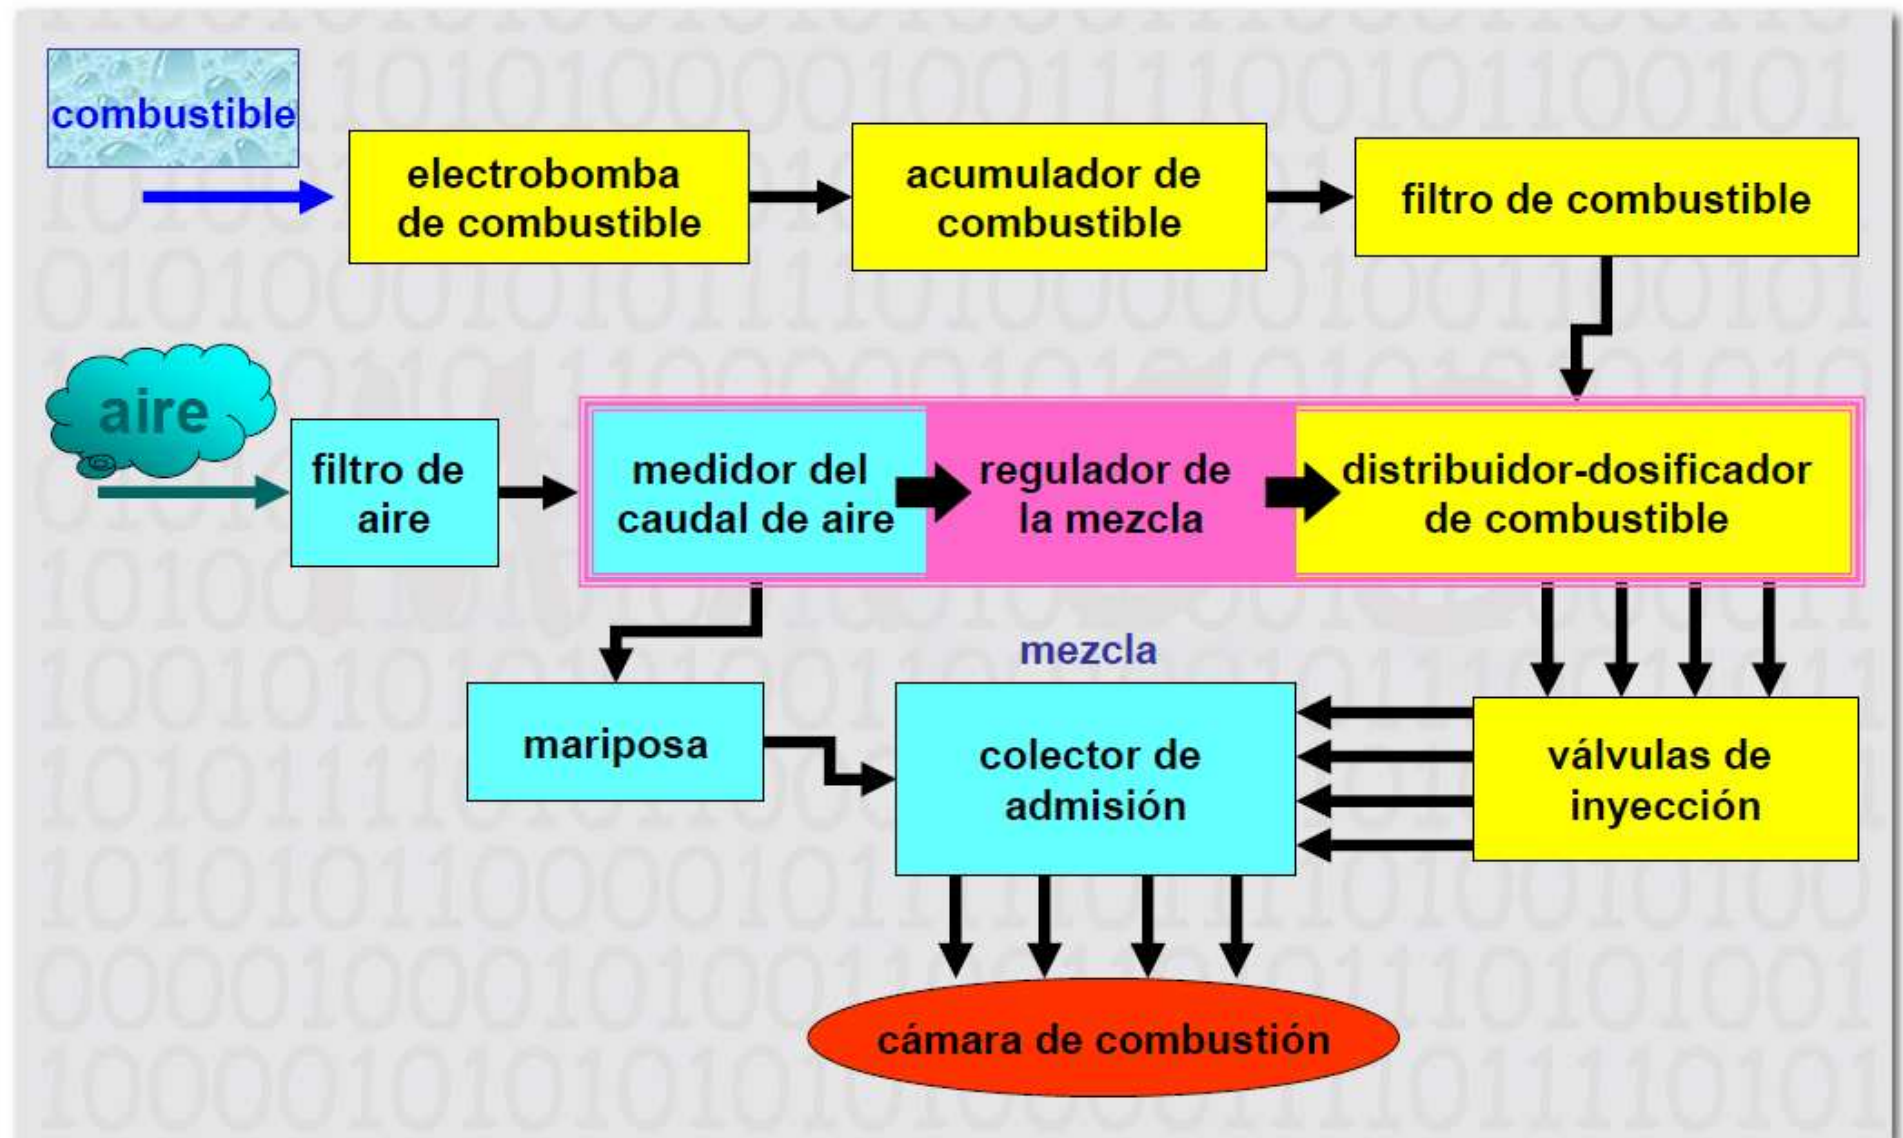 combustible
electrobomba
de combustible
acumulador de
combustible
filtro de combustible
aire
filtro de
aire
medidor del
caudal de aire
regulador de
la mezcla
distribuidor-dosificador
de combustible
mezcla
mariposa
colector de
admisión
válvulas de
inyección
cámara de combustión